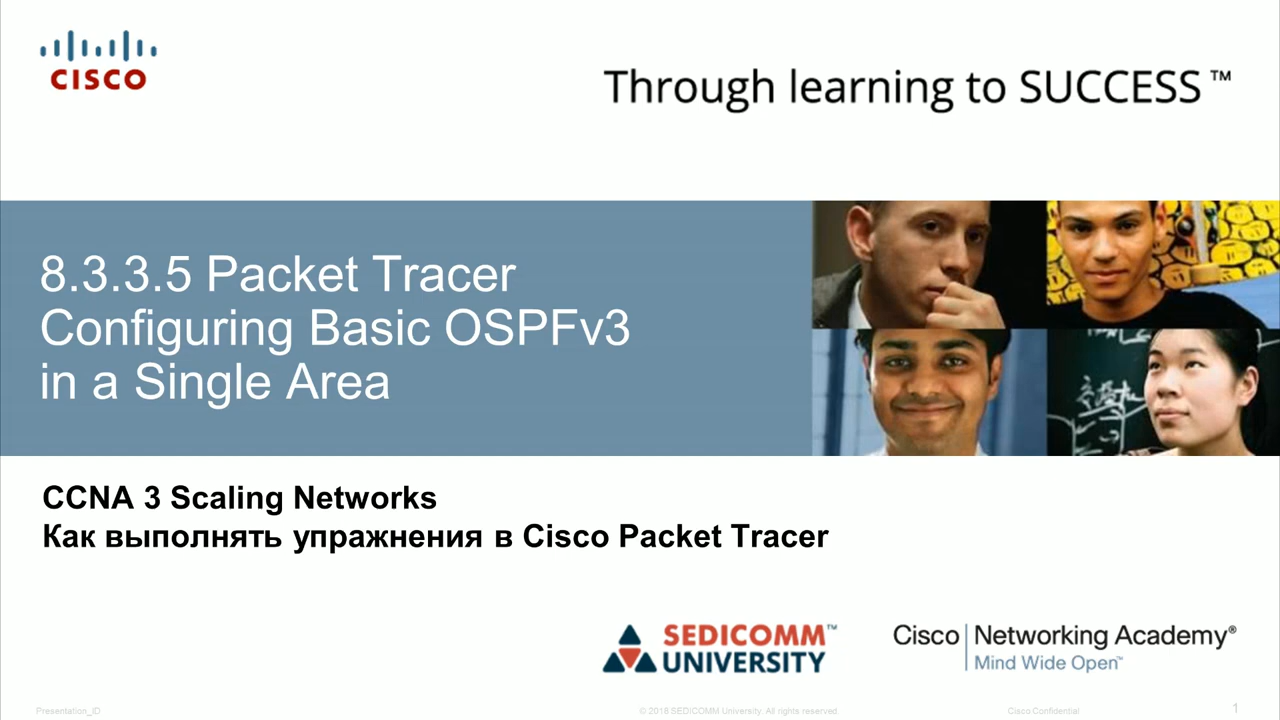 CISCO
Through learning to SUCCESS™
8.3.3.5 Packet Tracer
Configuring Basic OSPFv3
in a Single Area
CCNA 3 Scaling Networks
Как выполнять упражнения в Cisco Packet Tracer
SEDICOMM™
UNIVERSITY
Cisco Networking Academy®
Mind Wide Open™
Presentation_ID
© 2018 SEDICOMM University. All rights reserved.
Cisco Confidential
1